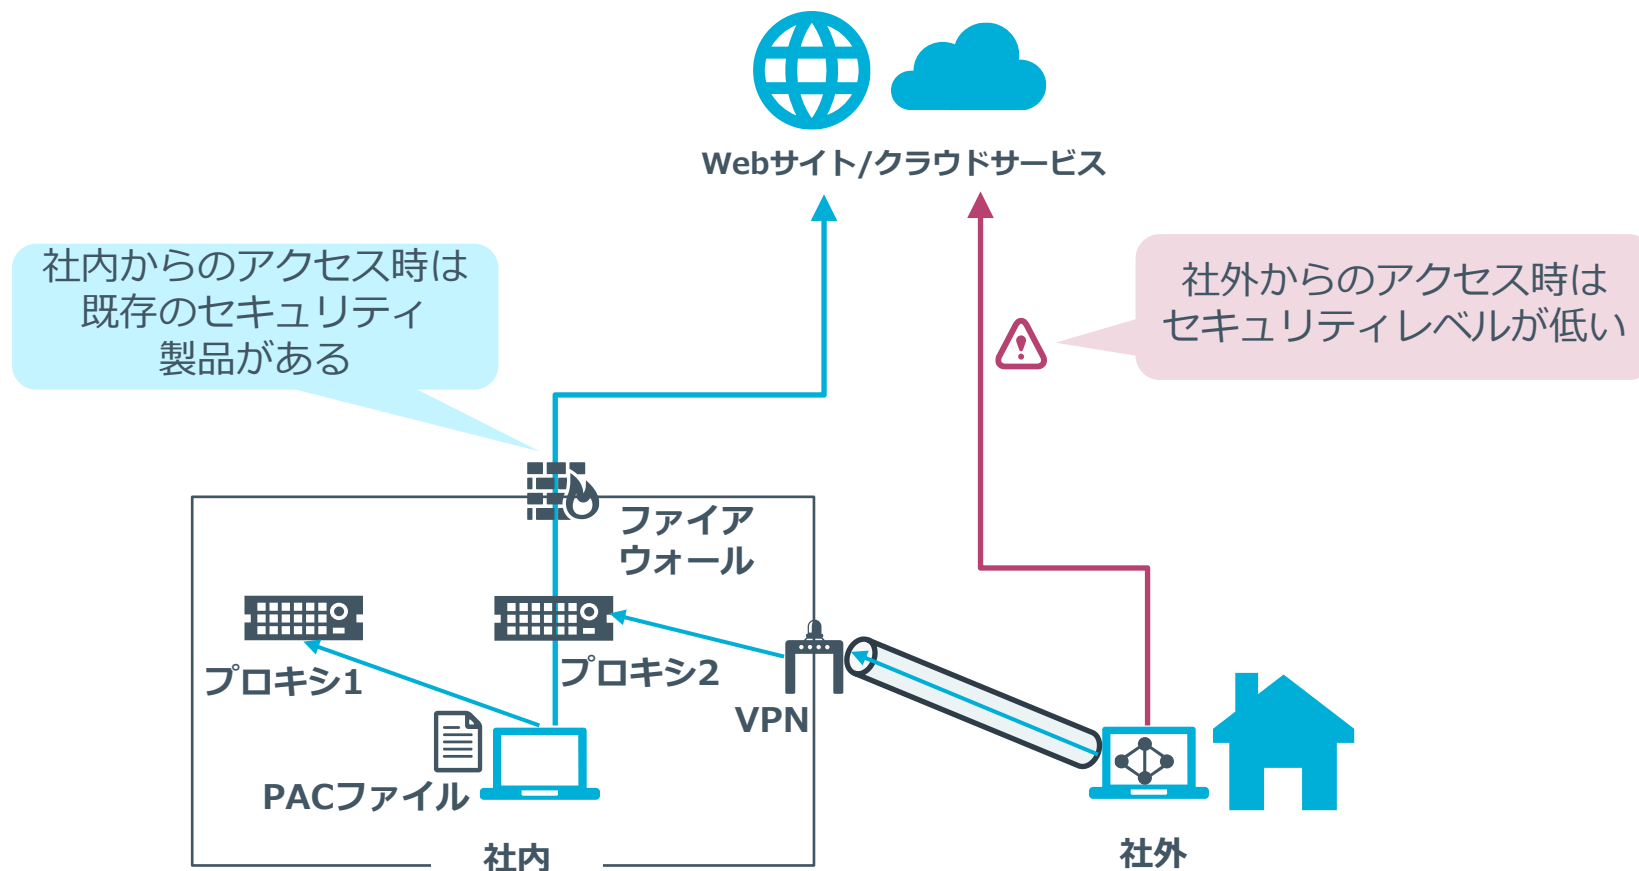 Webサイト/クラウドサービス
社内からのアクセス時は
既存のセキュリティ
製品がある
社外からのアクセス時は
セキュリティレベルが低い
ファイア
ウォール
プロキシ1
プロキシ2
VPN
PACファイル
社内
社外